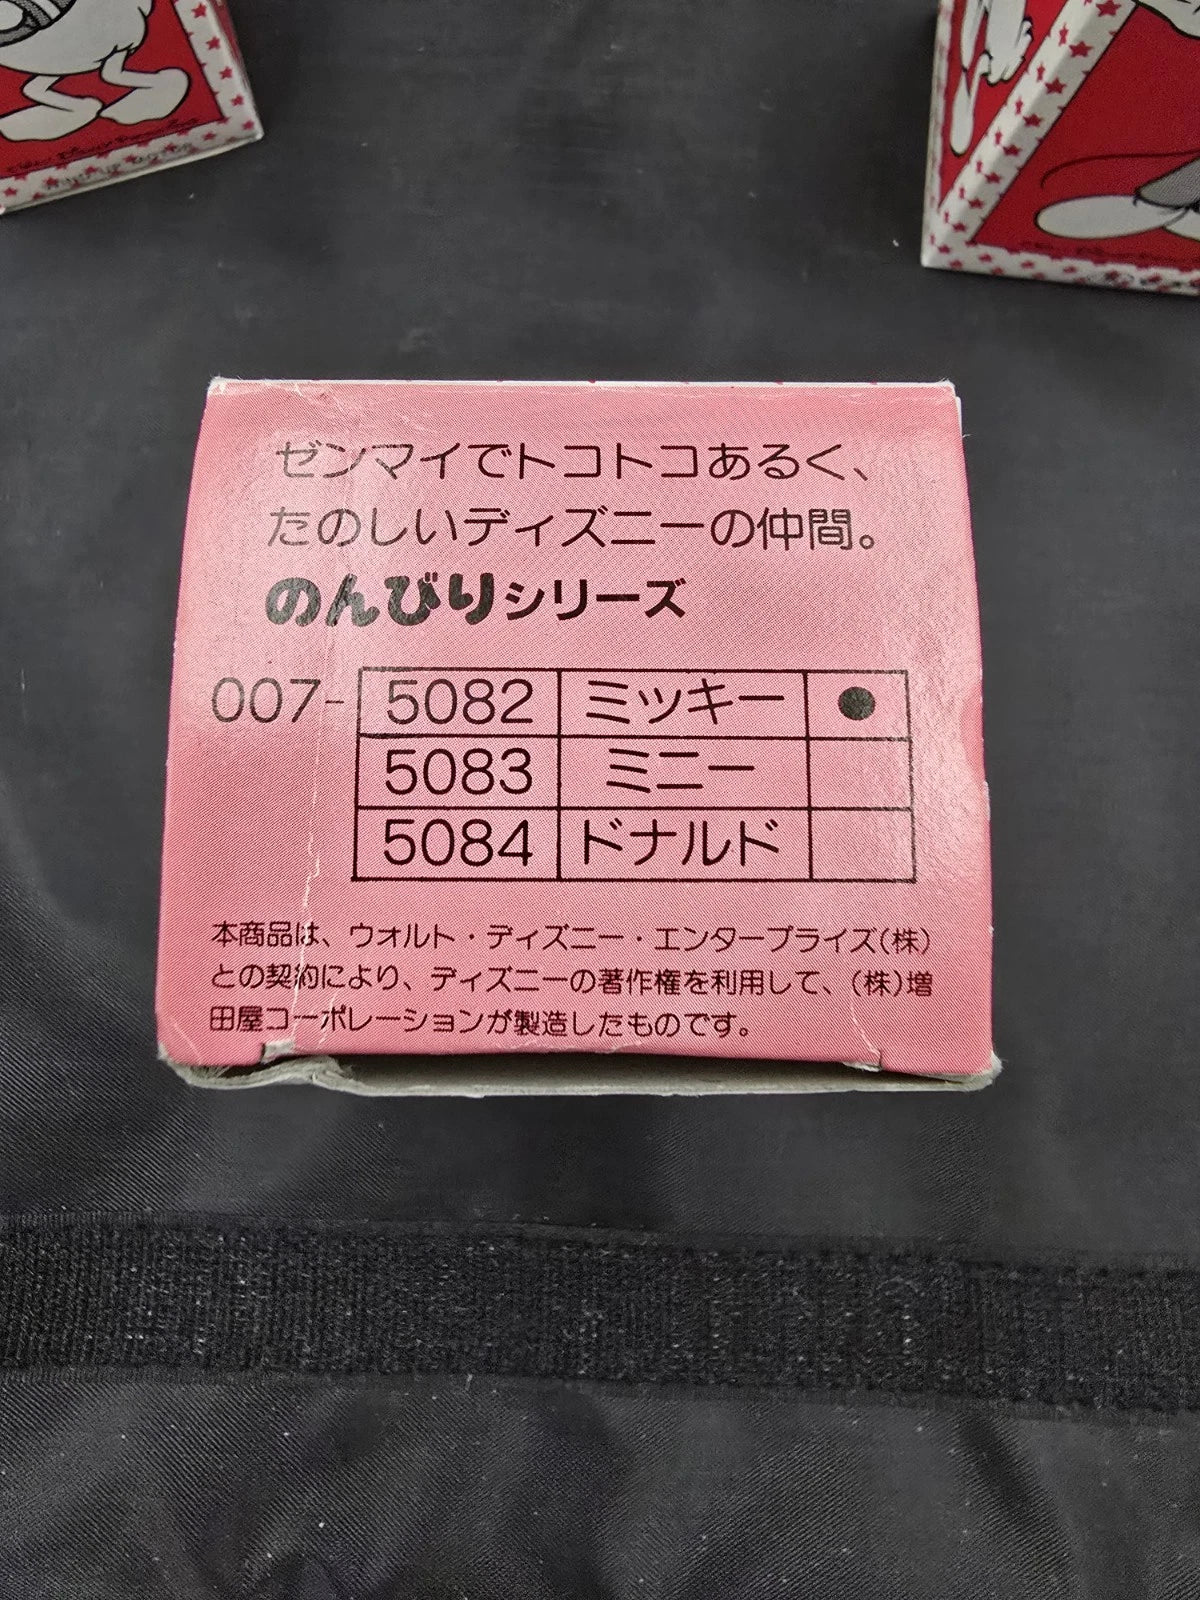 ゼンマイでトコトコあるく、
たのしいディズニーの仲間。
のんびりシリーズ
007- 5082 ミッキー ●
5083 ミニー
5084 ドナルド
本商品は、ウォルト・ディズニー・エンタープライズ(株)
との契約により、ディズニーの著作権を利用して、(株)増
田屋コーポレーションが製造したものです。